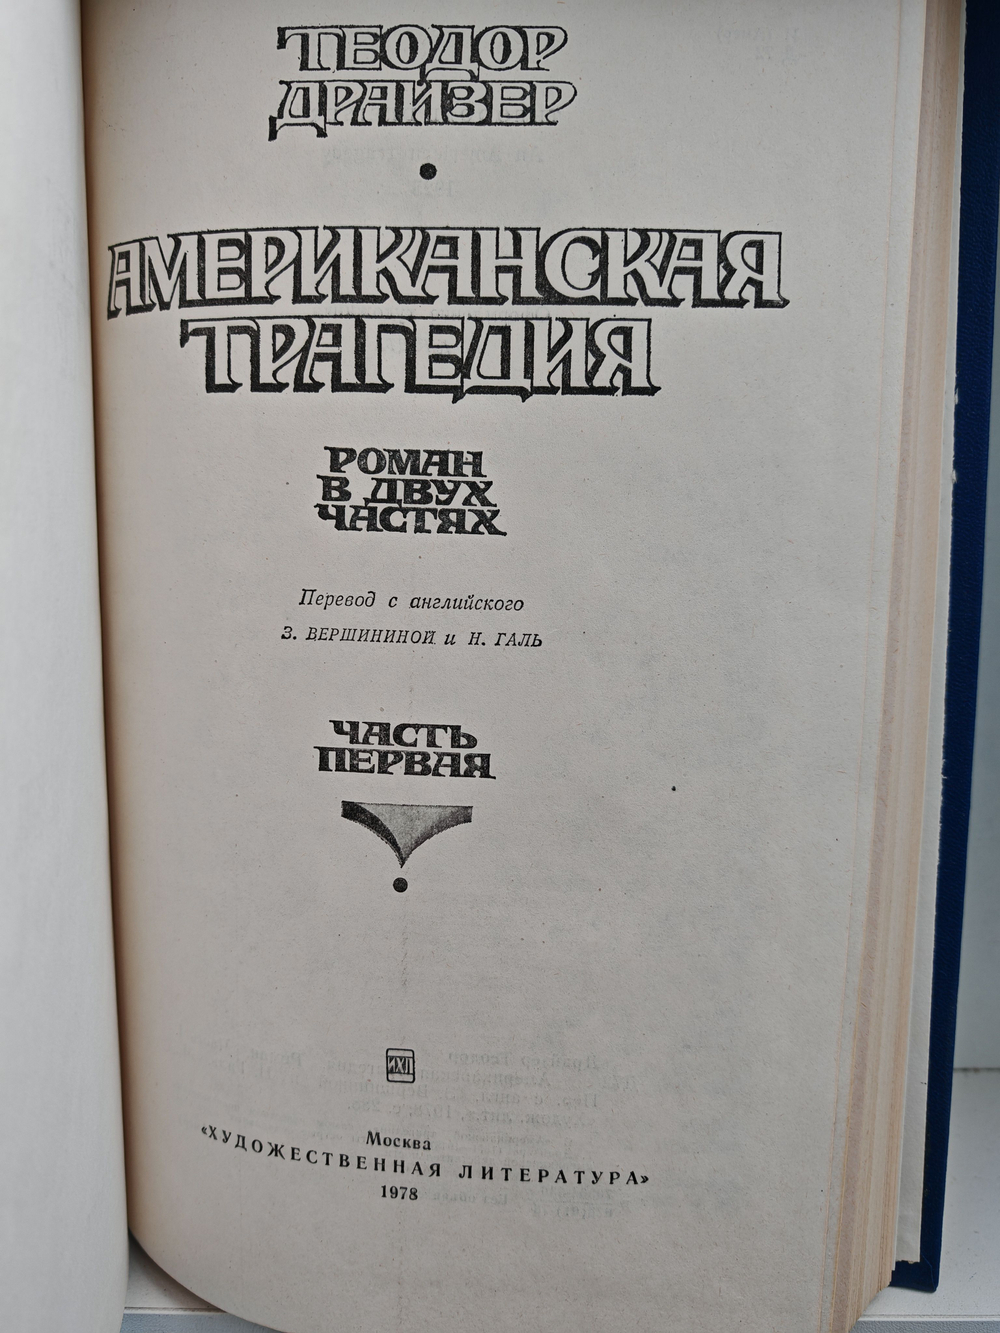 ТЕОДОР
ДРАЙЗЕР
АМЕРИКАНСКАЯ
ТРАГЕДИЯ
РОМАН
В ДВУХ
ЧАСТЯХ
Перевод с английского
З. ВЕРШИНИНОЙ и Н. ГАЛЬ
ЧАСТЬ
ПЕРВАЯ
ИХЛ
Москва
«ХУДОЖЕСТВЕННАЯ ЛИТЕРАТУРА»
1978